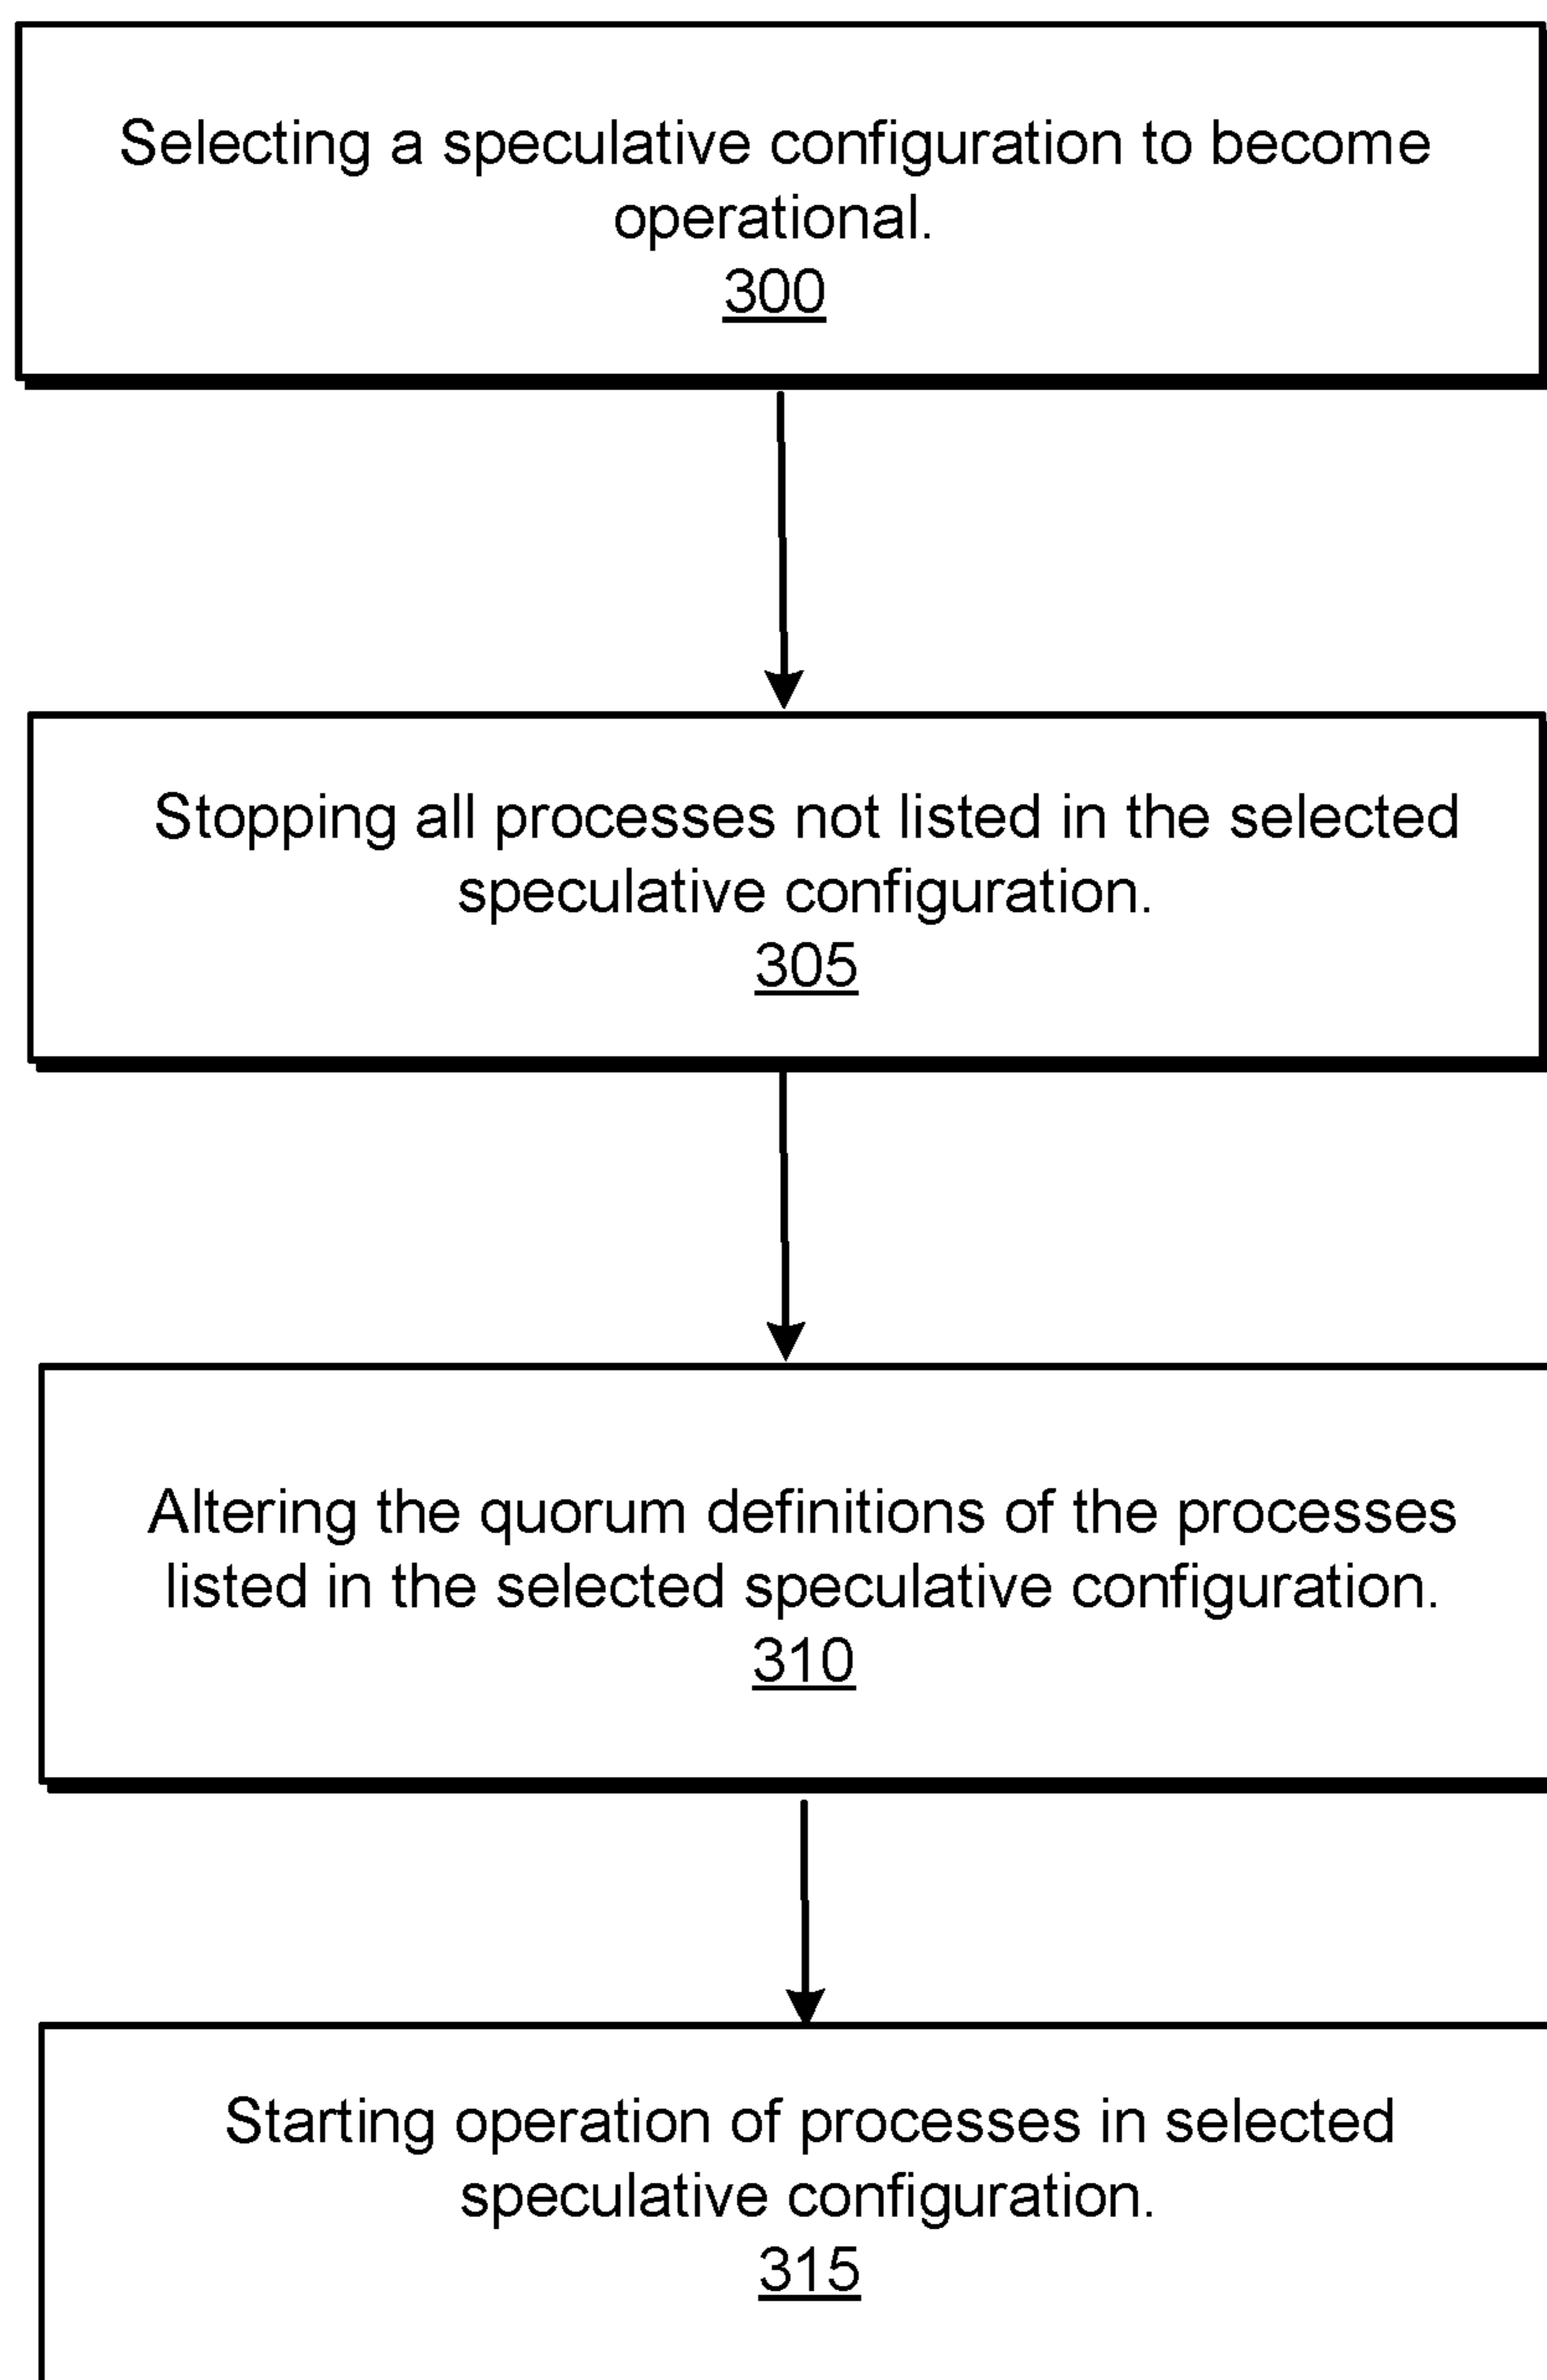 Selecting a speculative configuration to become
operational.
300
Stopping all processes not listed in the selected
speculative configuration.
305
Altering the quorum definitions of the processes
listed in the selected speculative configuration.
310
Starting operation of processes in selected
speculative configuration.
315